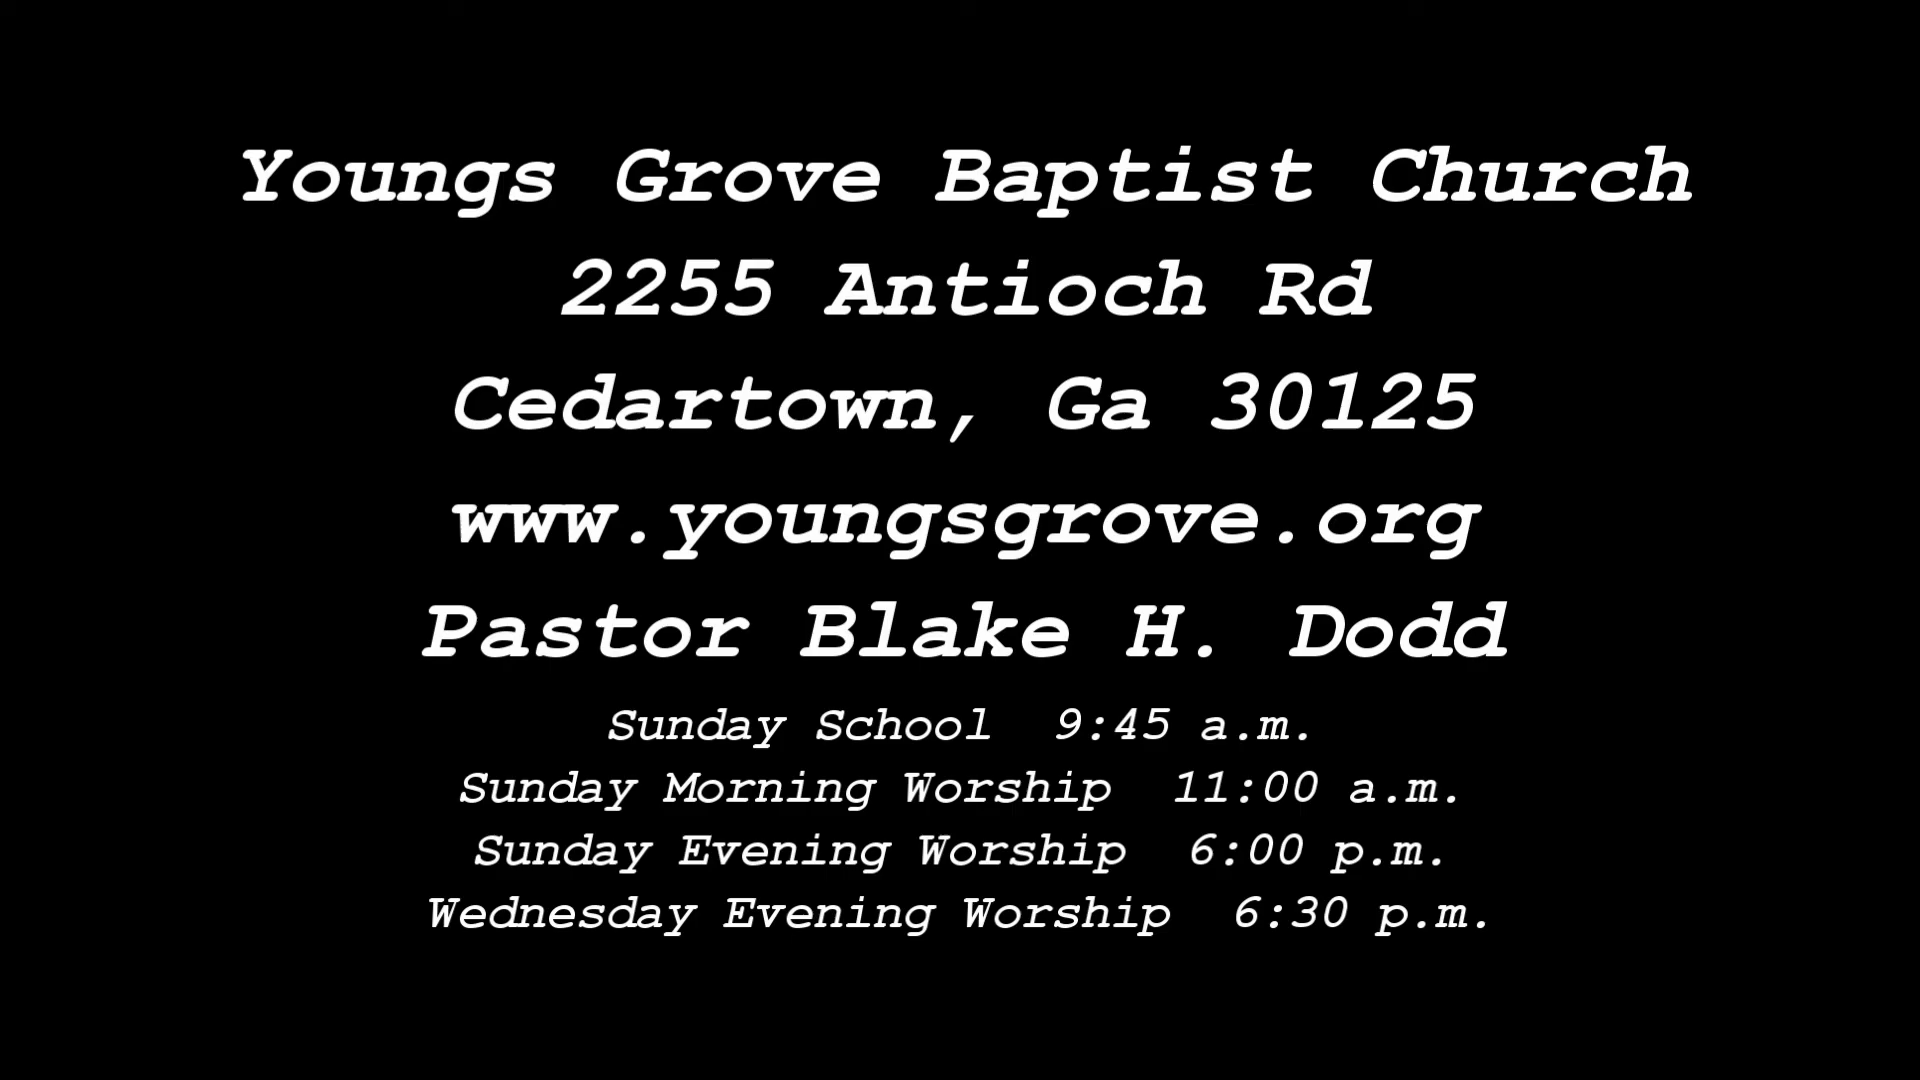 Youngs Grove Baptist Church
2255 Antioch Rd
Cedartown, Ga 30125
www.youngsgrove.org
Pastor Blake H. Dodd
Sunday School  9:45 a.m.
Sunday Morning Worship  11:00 a.m.
Sunday Evening Worship  6:00 p.m.
Wednesday Evening Worship  6:30 p.m.